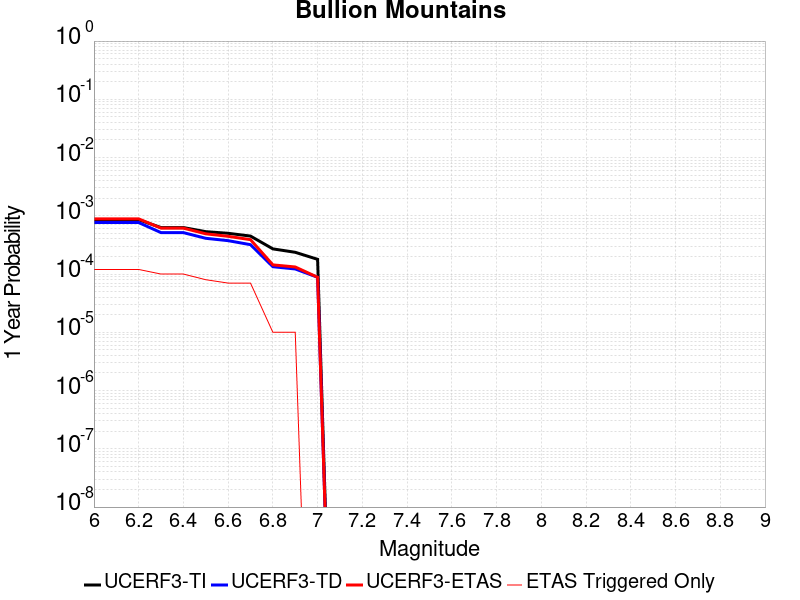 Bullion Mountains
10 0
10 -1
10 -2
10 -3
10 -4
10 -5
10 -6
10 -7
10 -8
1 Year Probability
6 6.2 6.4 6.6 6.8 7 7.2 7.4 7.6 7.8 8 8.2 8.4 8.6 8.8 9
Magnitude
UCERF3-TI UCERF3-TD UCERF3-ETAS ETAS Triggered Only